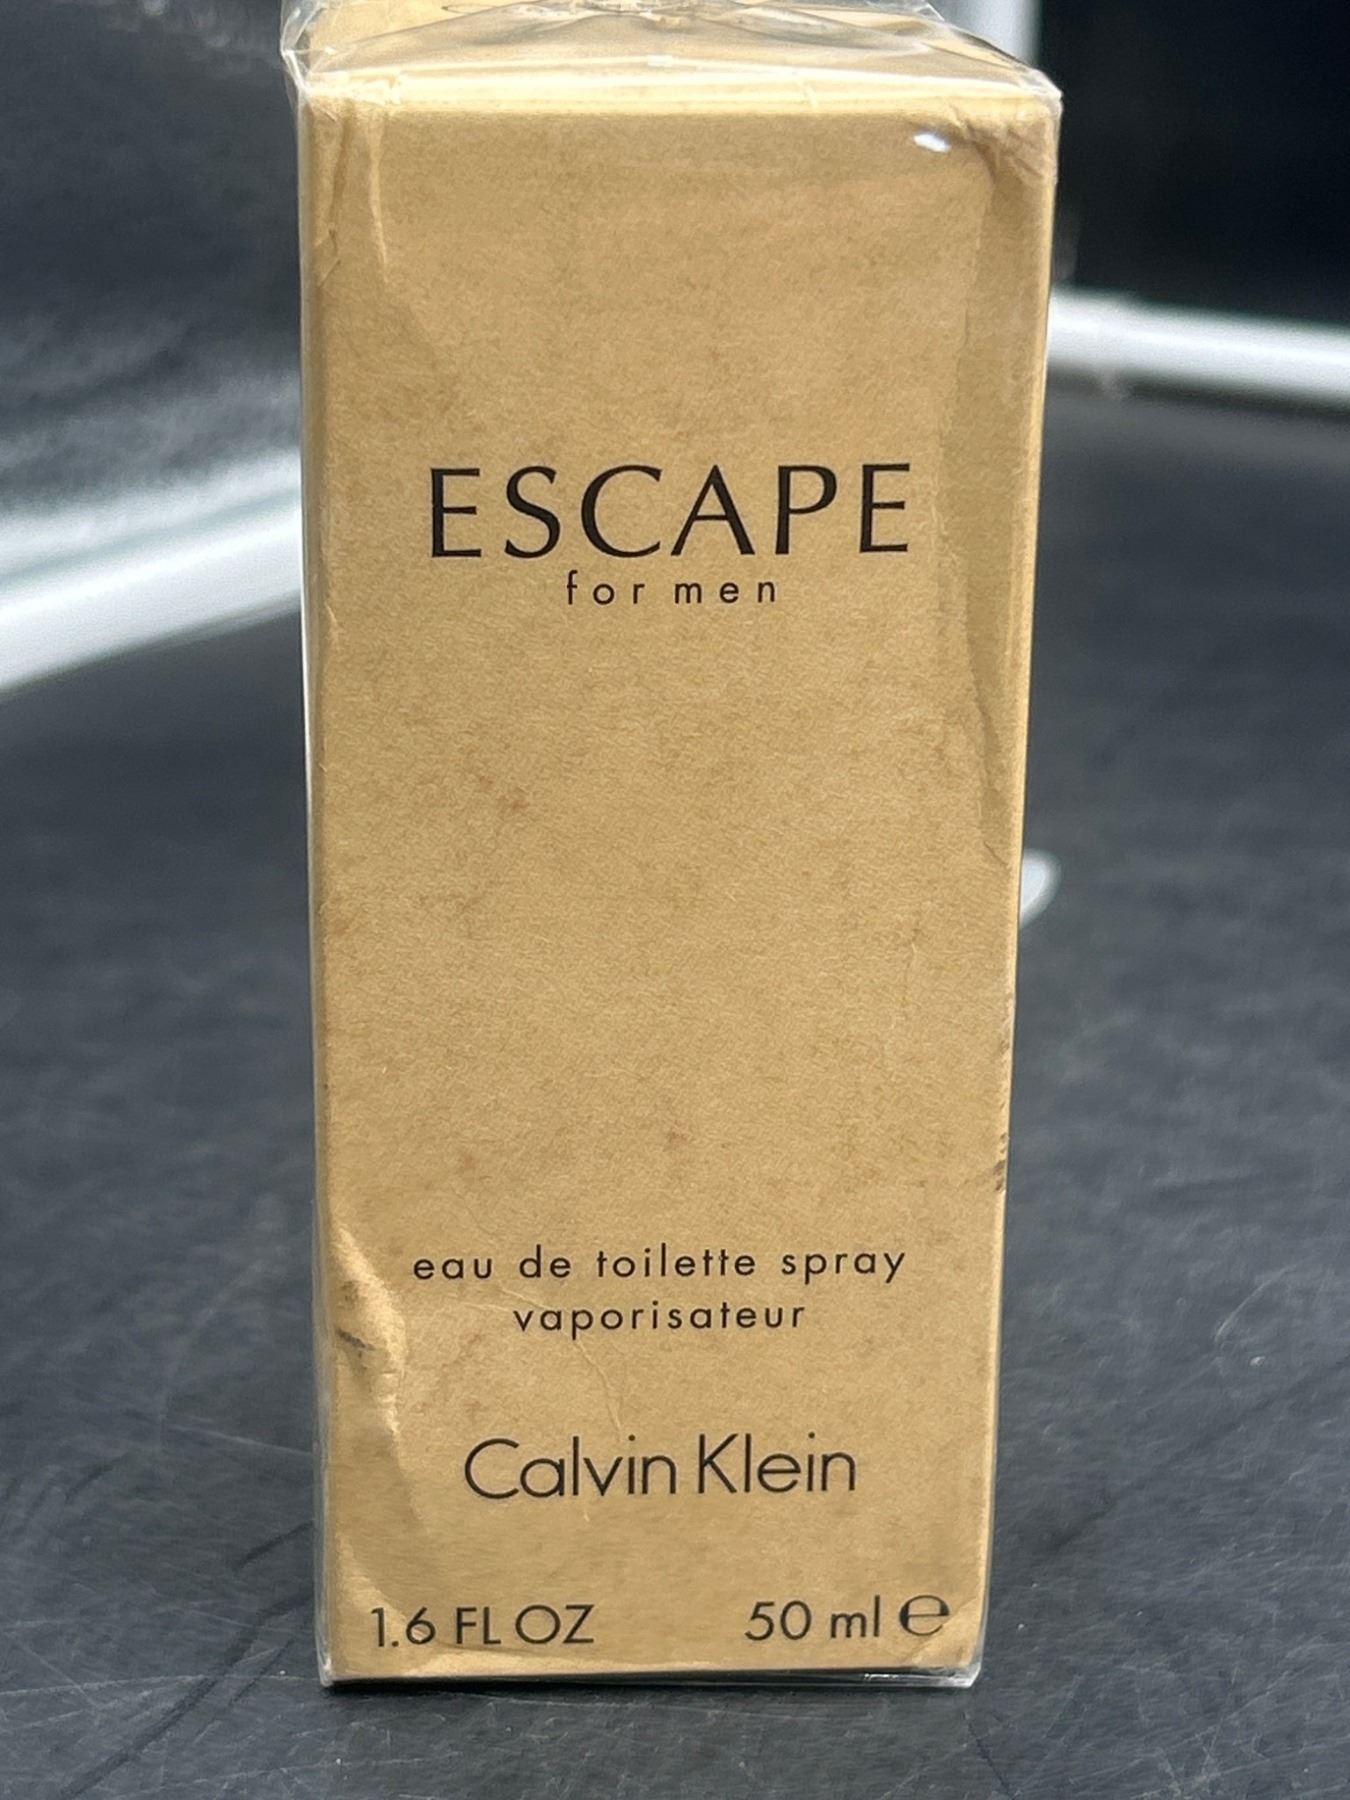 ESCAPE
for men
eau de toilette spray
vaporisateur
Calvin Klein
1.6 FL OZ 50 ml ℮